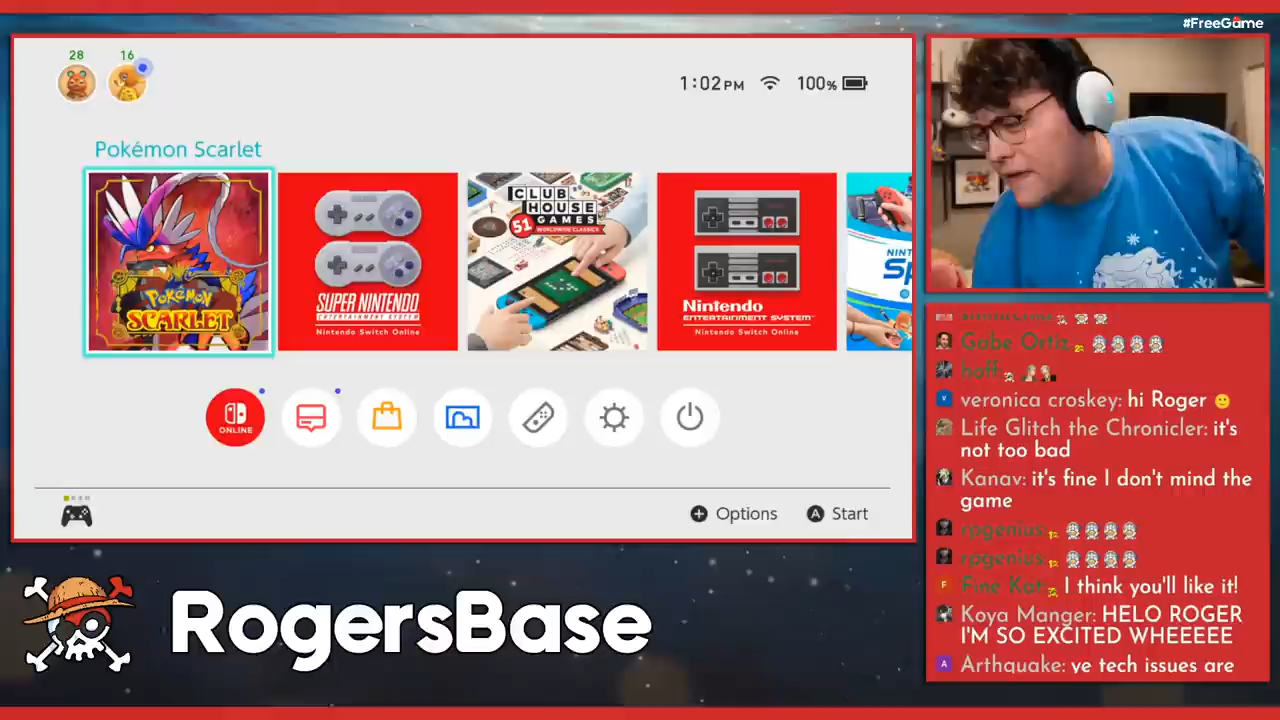 #FreeGame
28
16
1:02PM
100%
Pokémon Scarlet
POKÉMON
SCARLET
SUPER NINTENDO
ENTERTAINMENT SYSTEM
Nintendo Switch Online
CLUB
HOUSE
GAMES
51
WORLDWIDE CLASSICS
Nintendo
ENTERTAINMENT SYSTEM™
Nintendo Switch Online
ONLINE
Options
Start
RogersBase
Gabe Ortiz:
hoff:
veronica croskey: hi Roger
Life Glitch the Chronicler: it's
not too bad
Kanav: it's fine I don't mind the
game
rpgenius:
rpgenius:
Fine Kat: I think you'll like it!
Koya Manger: HELO ROGER
I'M SO EXCITED WHEEEEE
Arthquake: ye tech issues are